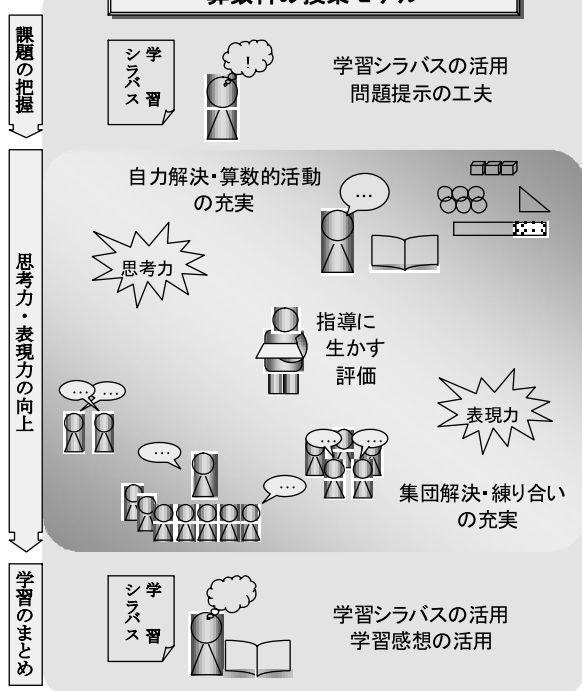 算数科の授業モデル
課題の把握
学習
シラバス
!
学習シラバスの活用
問題提示の工夫
思考力・表現力の向上
自力解決・算数的活動
の充実
…
思考力
指導に
生かす
評価
… …
表現力
…
… …
…
集団解決・練り合い
の充実
学習のまとめ
学習
シラバス
学習シラバスの活用
学習感想の活用